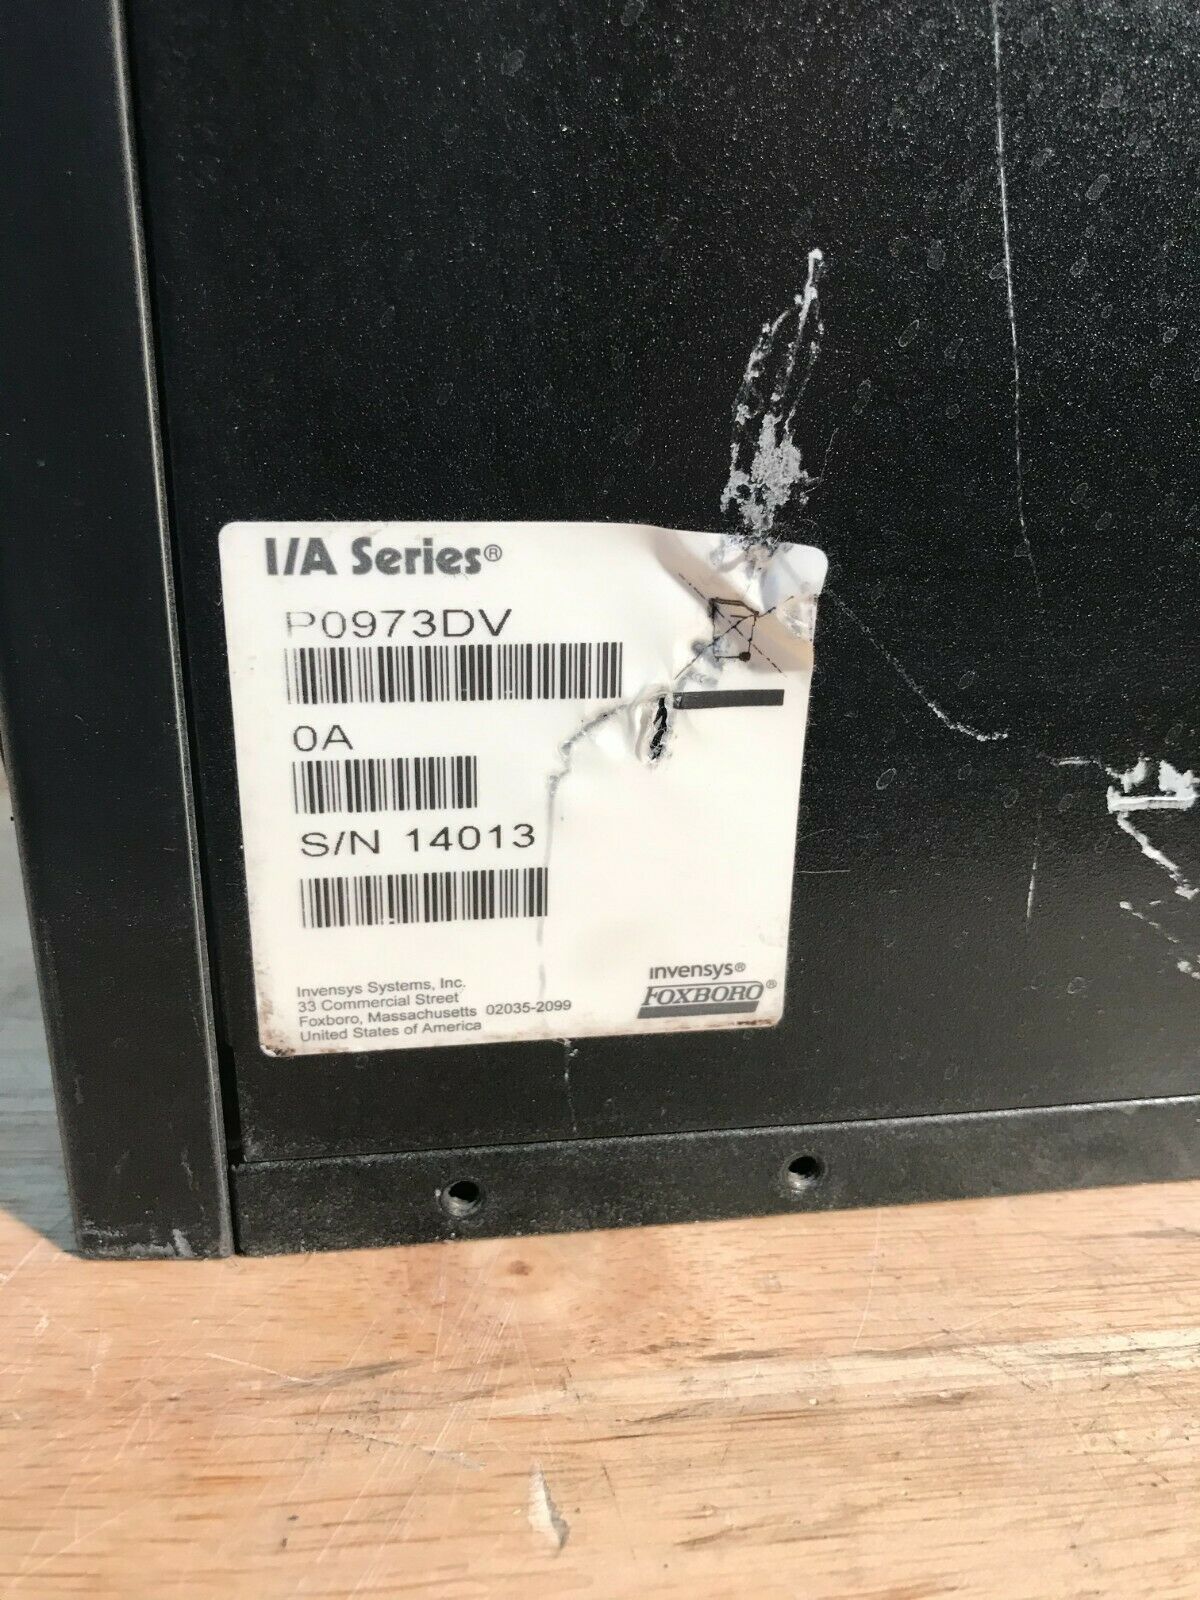 I/A Series®
P0973DV
0A
S/N 14013
Invensys Systems, Inc.
33 Commercial Street
Foxboro, Massachusetts 02035-2099
United States of America
invensys®
FOXBORO®